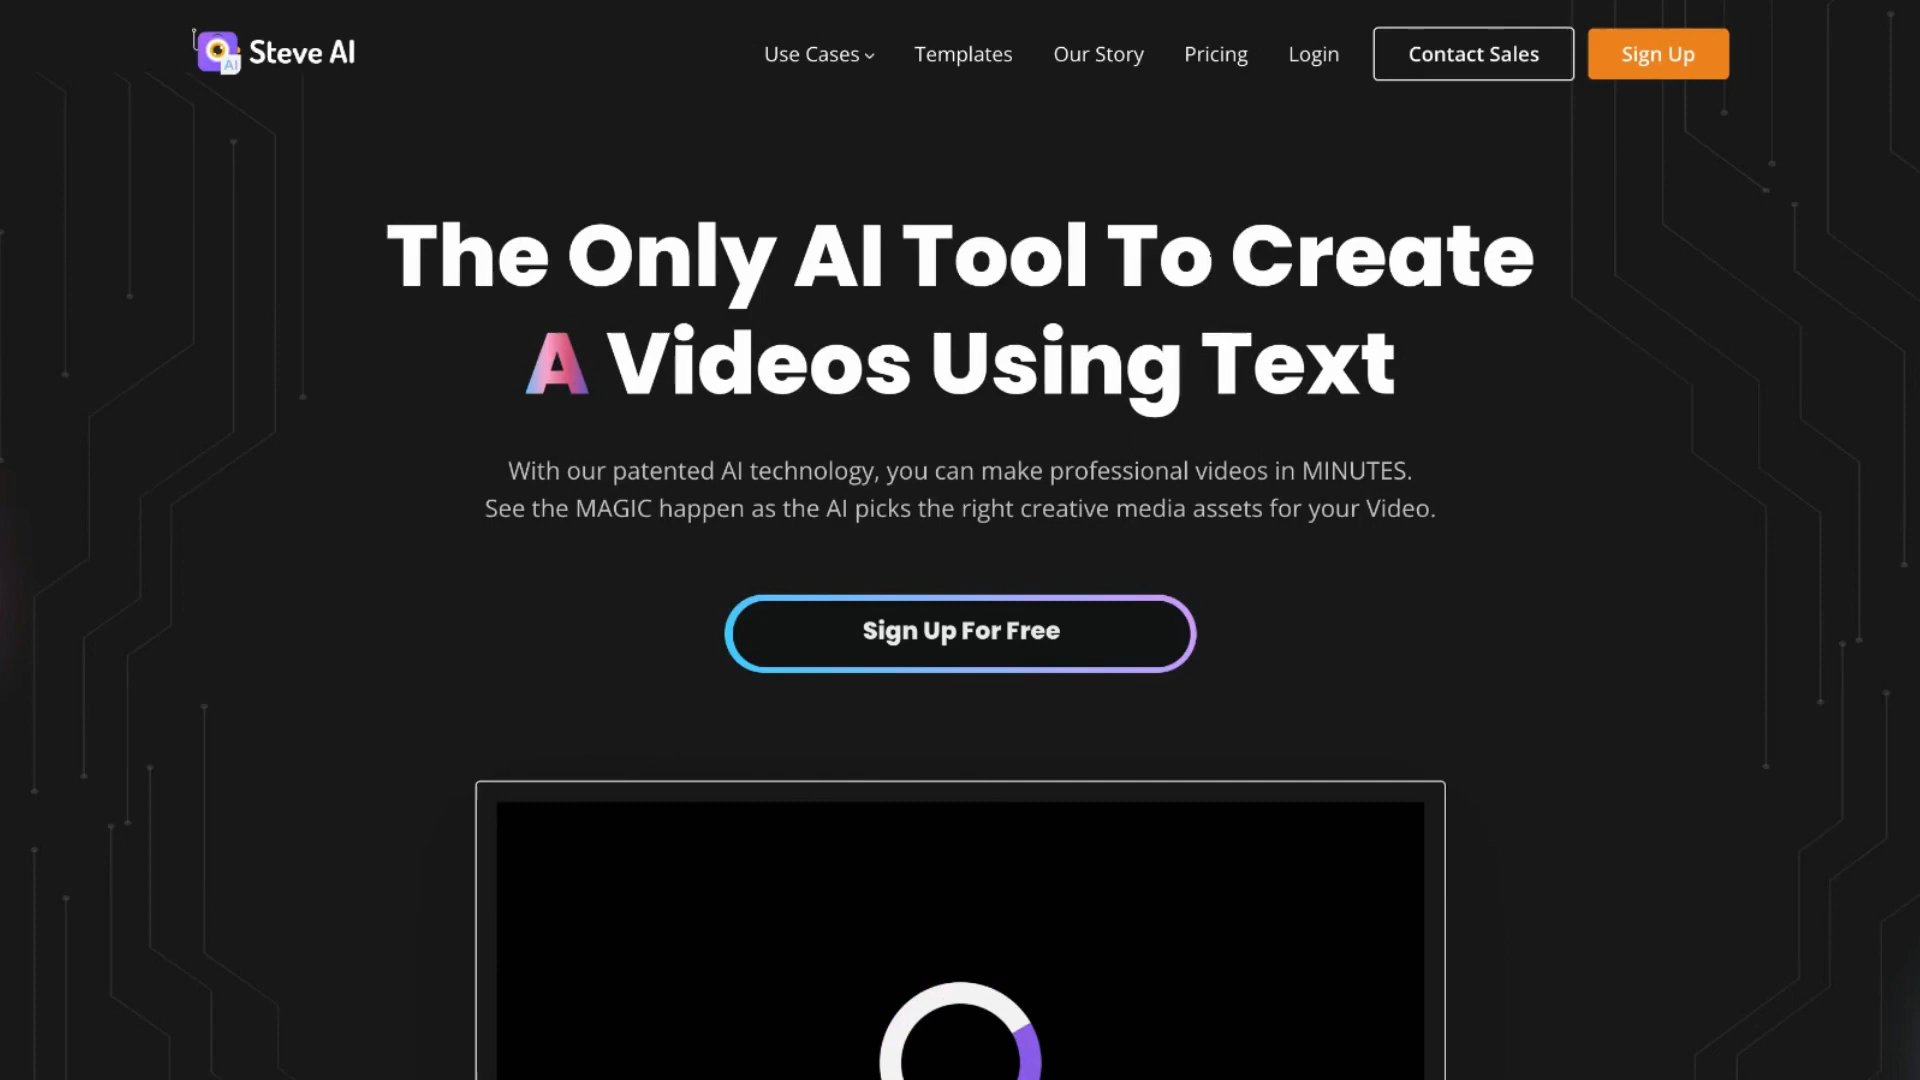 AI Steve AI
Use Cases Templates Our Story Pricing Login Contact Sales Sign Up
The Only AI Tool To Create
A Videos Using Text
With our patented AI technology, you can make professional videos in MINUTES.
See the MAGIC happen as the AI picks the right creative media assets for your Video.
Sign Up For Free